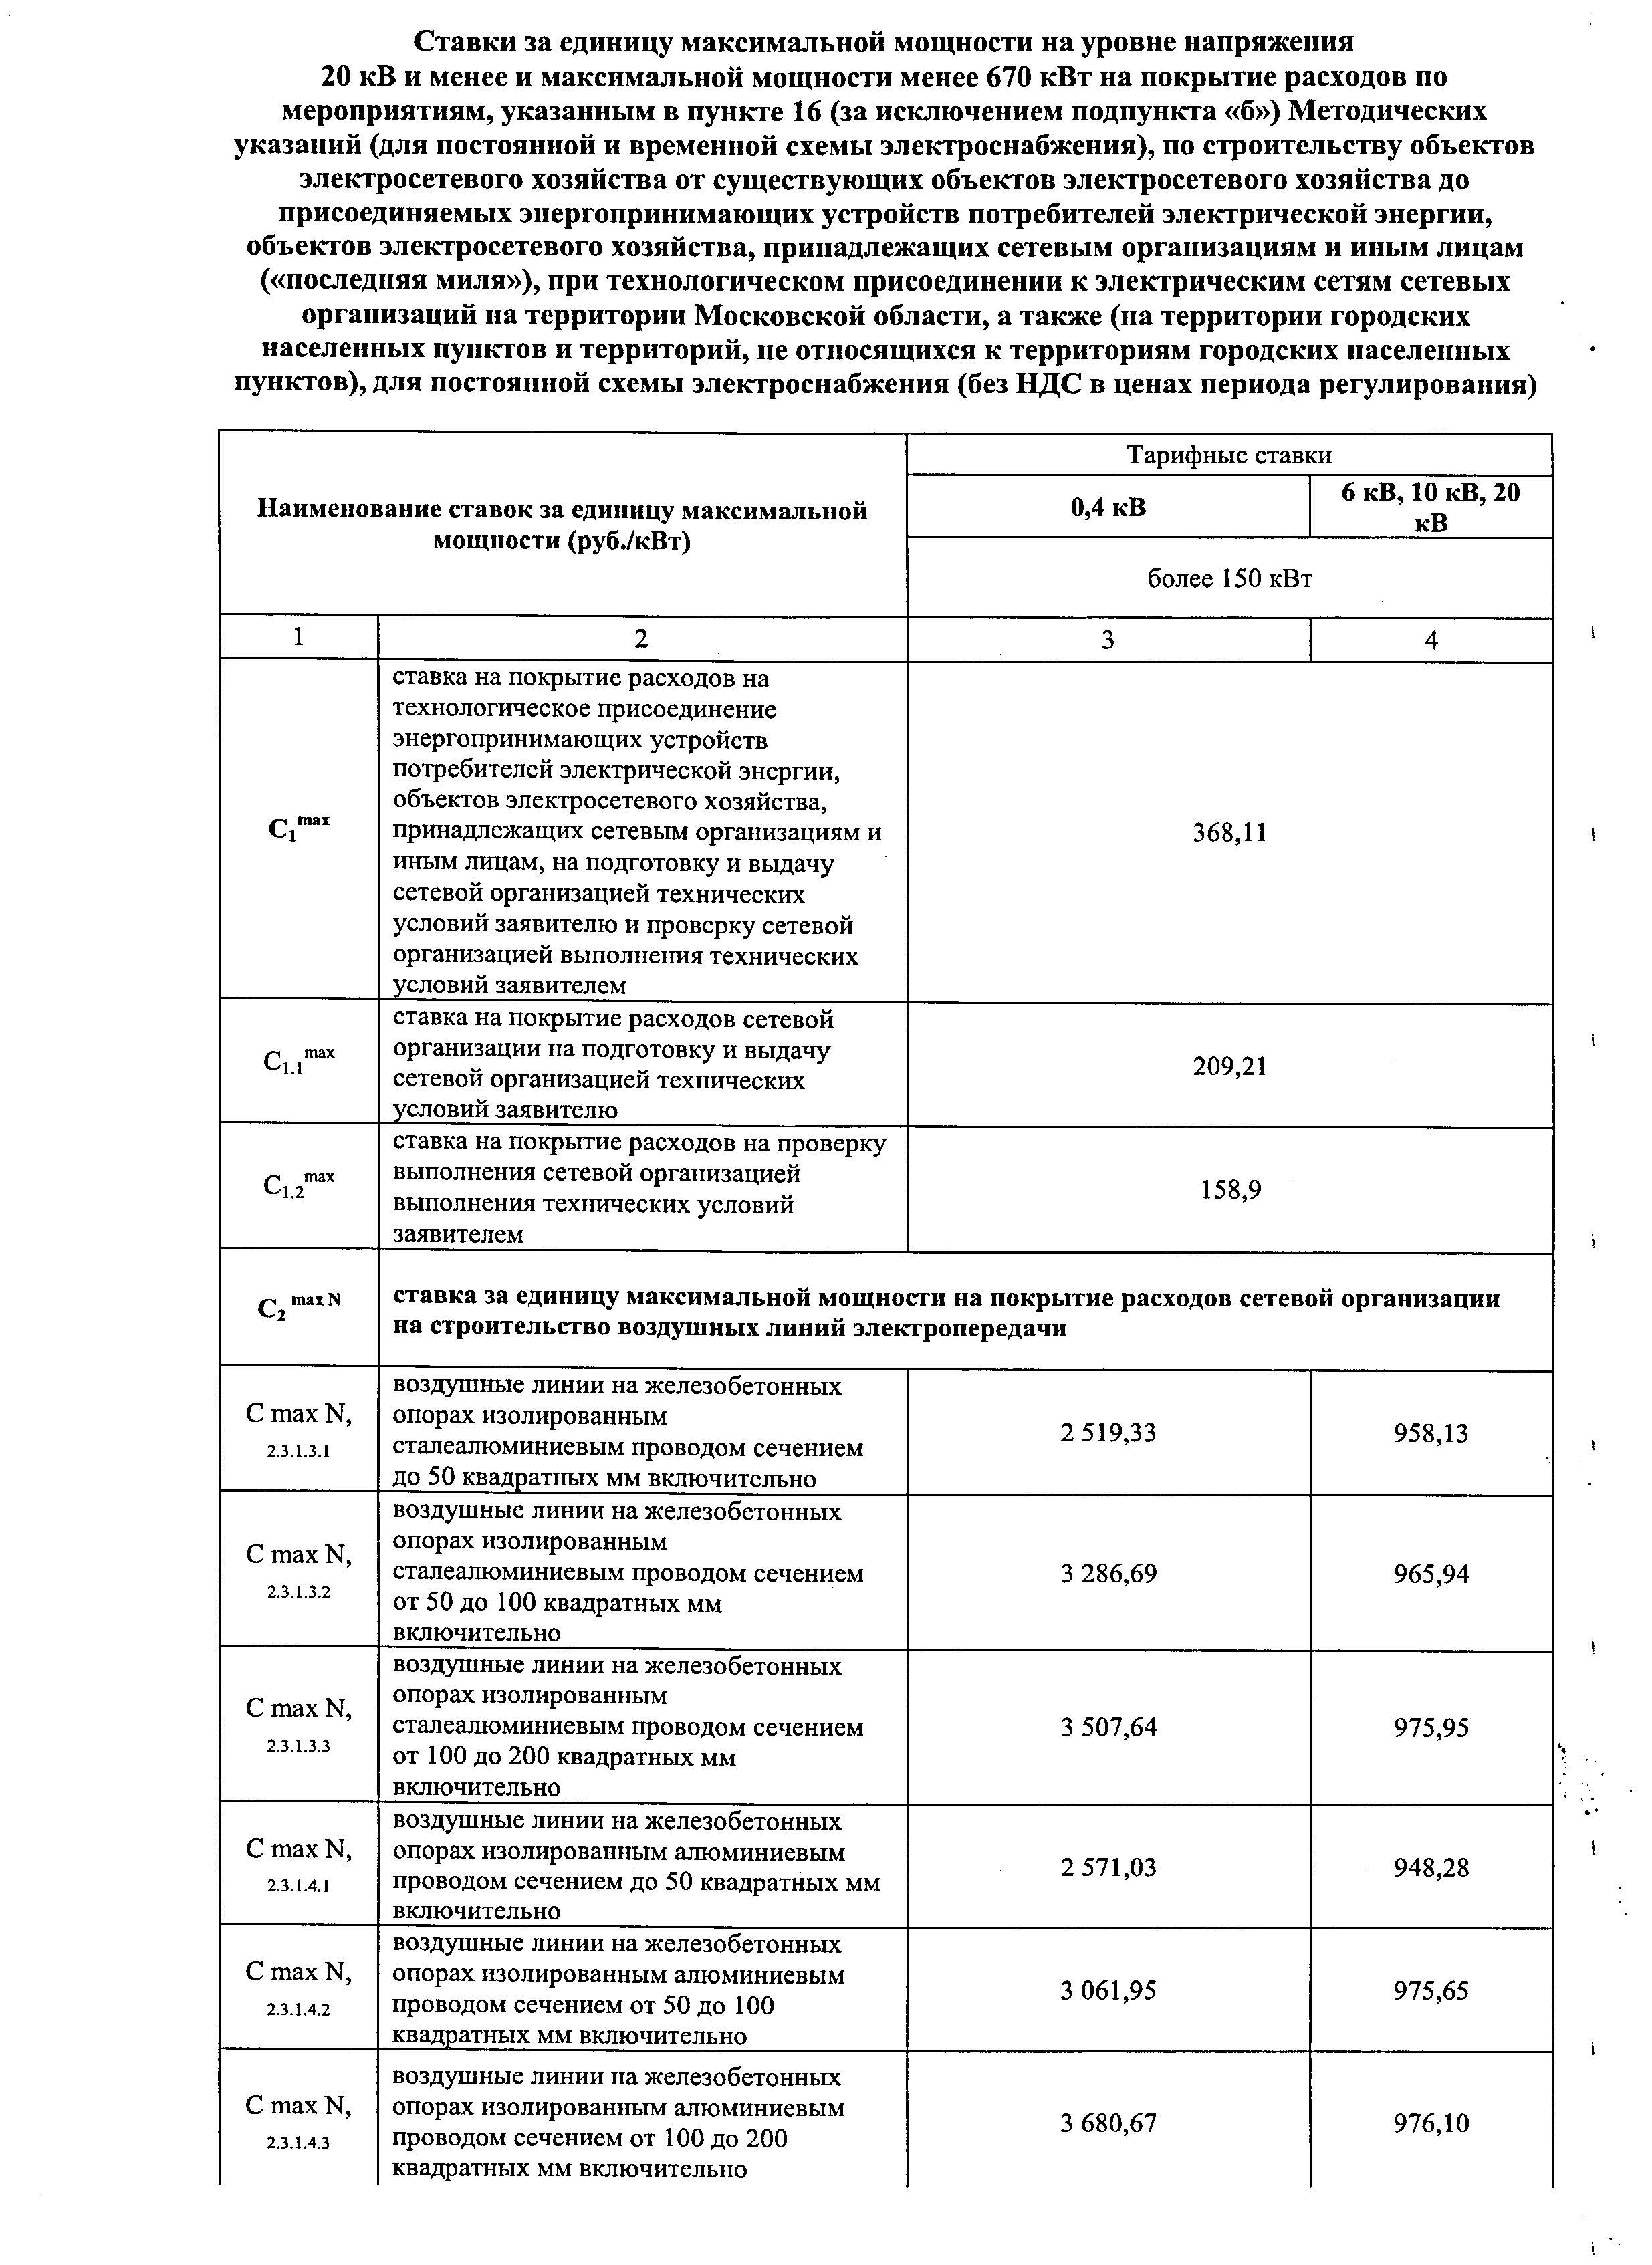 Ставки за единицу максимальной мощности на уровне напряжения
20 кВ и менее и максимальной мощности менее 670 кВт на покрытие расходов по
мероприятиям, указанным в пункте 16 (за исключением подпункта «б») Методических
указаний (для постоянной и временной схемы электроснабжения), по строительству объектов
электросетевого хозяйства от существующих объектов электросетевого хозяйства до
присоединяемых энергопринимающих устройств потребителей электрической энергии,
объектов электросетевого хозяйства, принадлежащих сетевым организациям и иным лицам
(«последняя миля»), при технологическом присоединении к электрическим сетям сетевых
организаций на территории Московской области, а также (на территории городских
населенных пунктов и территорий, не относящихся к территориям городских населенных
пунктов), для постоянной схемы электроснабжения (без НДС в ценах периода регулирования)
Наименование ставок за единицу максимальной
мощности (руб./кВт)
Тарифные ставки
0,4 кВ
6 кВ, 10 кВ, 20
кВ
более 150 кВт
1 2 3 4
C1 max
ставка на покрытие расходов на
технологическое присоединение
энергопринимающих устройств
потребителей электрической энергии,
объектов электросетевого хозяйства,
принадлежащих сетевым организациям и
иным лицам, на подготовку и выдачу
сетевой организацией технических
условий заявителю и проверку сетевой
организацией выполнения технических
условий заявителем
368,11
C1.1 max
ставка на покрытие расходов сетевой
организации на подготовку и выдачу
сетевой организацией технических
условий заявителю
209,21
C1.2 max
ставка на покрытие расходов на проверку
выполнения сетевой организацией
выполнения технических условий
заявителем
158,9
C2 max N
ставка за единицу максимальной мощности на покрытие расходов сетевой организации
на строительство воздушных линий электропередачи
C max N,
2.3.1.3.1
воздушные линии на железобетонных
опорах изолированным
сталеалюминиевым проводом сечением
до 50 квадратных мм включительно
2 519,33
958,13
C max N,
2.3.1.3.2
воздушные линии на железобетонных
опорах изолированным
сталеалюминиевым проводом сечением
от 50 до 100 квадратных мм
включительно
3 286,69
965,94
C max N,
2.3.1.3.3
воздушные линии на железобетонных
опорах изолированным
сталеалюминиевым проводом сечением
от 100 до 200 квадратных мм
включительно
3 507,64
975,95
C max N,
2.3.1.4.1
воздушные линии на железобетонных
опорах изолированным алюминиевым
проводом сечением до 50 квадратных мм
включительно
2 571,03
948,28
C max N,
2.3.1.4.2
воздушные линии на железобетонных
опорах изолированным алюминиевым
проводом сечением от 50 до 100
квадратных мм включительно
3 061,95
975,65
C max N,
2.3.1.4.3
воздушные линии на железобетонных
опорах изолированным алюминиевым
проводом сечением от 100 до 200
квадратных мм включительно
3 680,67
976,10